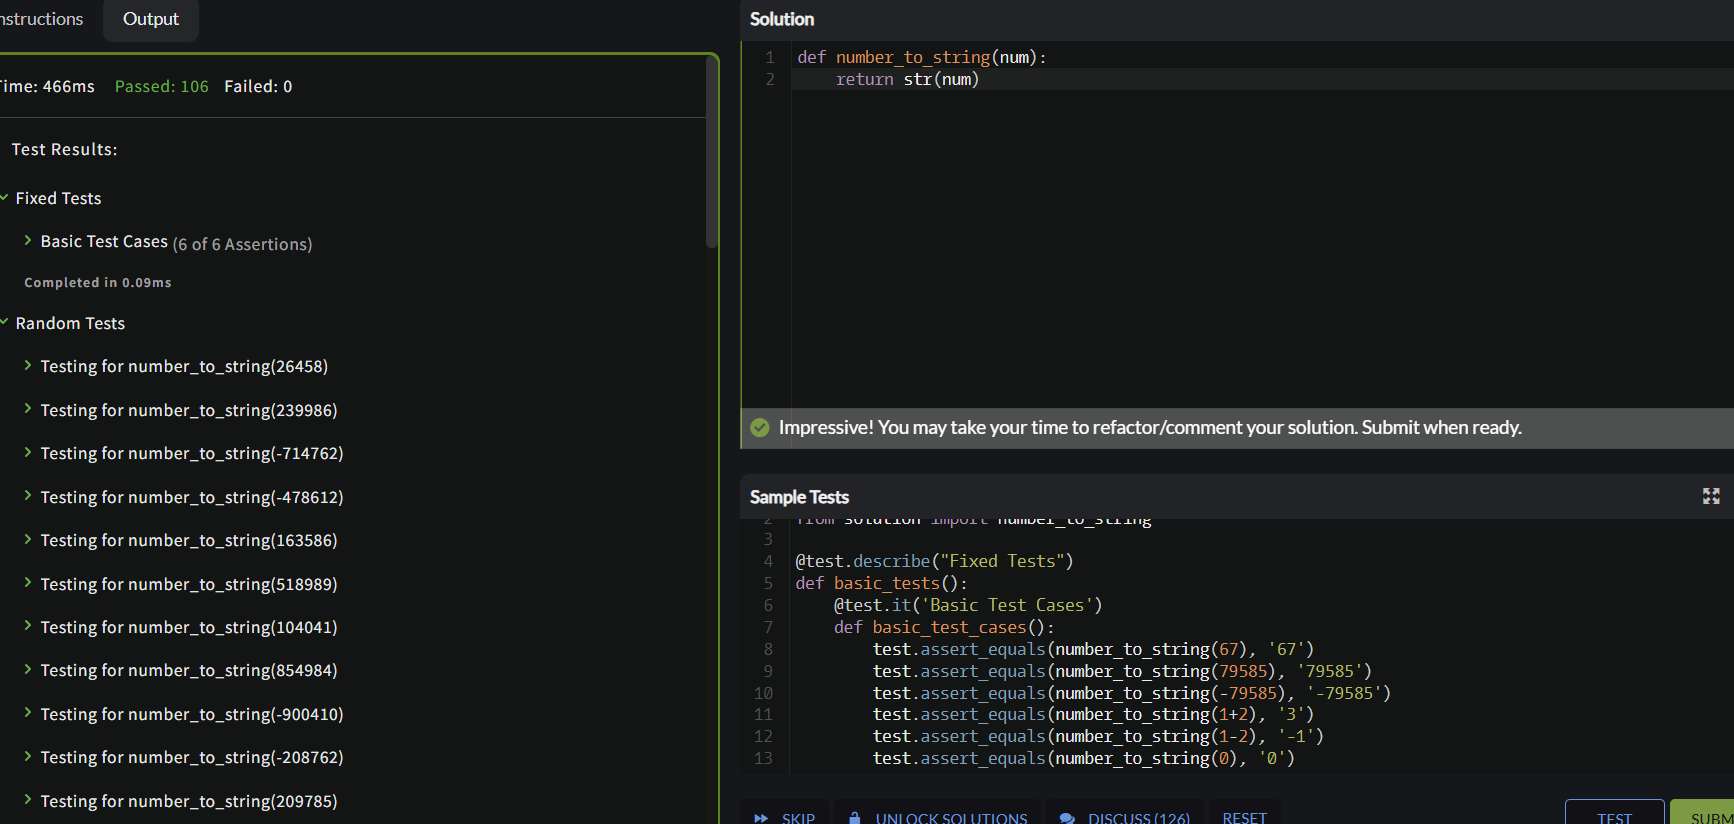 nstructions
Output
Time: 466ms Passed: 106 Failed: 0
Test Results:
Fixed Tests
Basic Test Cases (6 of 6 Assertions)
Completed in 0.09ms
Random Tests
Testing for number_to_string(26458)
Testing for number_to_string(239986)
Testing for number_to_string(-714762)
Testing for number_to_string(-478612)
Testing for number_to_string(163586)
Testing for number_to_string(518989)
Testing for number_to_string(104041)
Testing for number_to_string(854984)
Testing for number_to_string(-900410)
Testing for number_to_string(-208762)
Testing for number_to_string(209785)
Solution
1 def number_to_string(num):
2     return str(num)
Impressive! You may take your time to refactor/comment your solution. Submit when ready.
Sample Tests
2 from solution import number_to_string
3
4 @test.describe("Fixed Tests")
5 def basic_tests():
6     @test.it('Basic Test Cases')
7     def basic_test_cases():
8         test.assert_equals(number_to_string(67), '67')
9         test.assert_equals(number_to_string(79585), '79585')
10         test.assert_equals(number_to_string(-79585), '-79585')
11         test.assert_equals(number_to_string(1+2), '3')
12         test.assert_equals(number_to_string(1-2), '-1')
13         test.assert_equals(number_to_string(0), '0')
SKIP
UNLOCK SOLUTIONS
DISCUSS (126)
RESET
TEST
SUBM